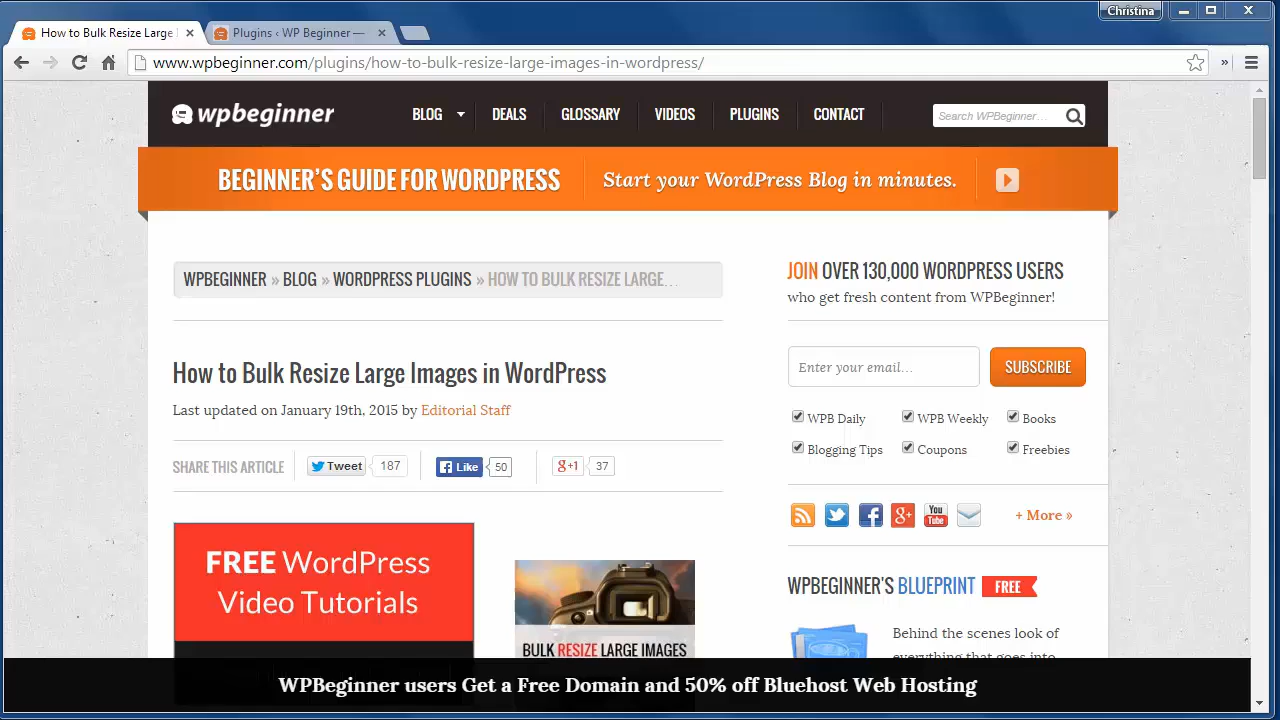 Christina
How to Bulk Resize Large
Plugins ‹ WP Beginner —
www.wpbeginner.com/plugins/how-to-bulk-resize-large-images-in-wordpress/
»
wpbeginner
BLOG DEALS GLOSSARY VIDEOS PLUGINS CONTACT
Search WPBeginner…
BEGINNER'S GUIDE FOR WORDPRESS
Start your WordPress Blog in minutes.
WPBEGINNER » BLOG » WORDPRESS PLUGINS » HOW TO BULK RESIZE LARGE…
How to Bulk Resize Large Images in WordPress
Last updated on January 19th, 2015 by Editorial Staff
SHARE THIS ARTICLE Tweet 187 Like 50 g+1 37
FREE WordPress
Video Tutorials
BULK RESIZE LARGE IMAGES
JOIN OVER 130,000 WORDPRESS USERS
who get fresh content from WPBeginner!
Enter your email… SUBSCRIBE
WPB Daily WPB Weekly Books
Blogging Tips Coupons Freebies
You Tube
+ More »
WPBEGINNER'S BLUEPRINT FREE
Behind the scenes look of
everything that goes into
WPBeginner users Get a Free Domain and 50% off Bluehost Web Hosting